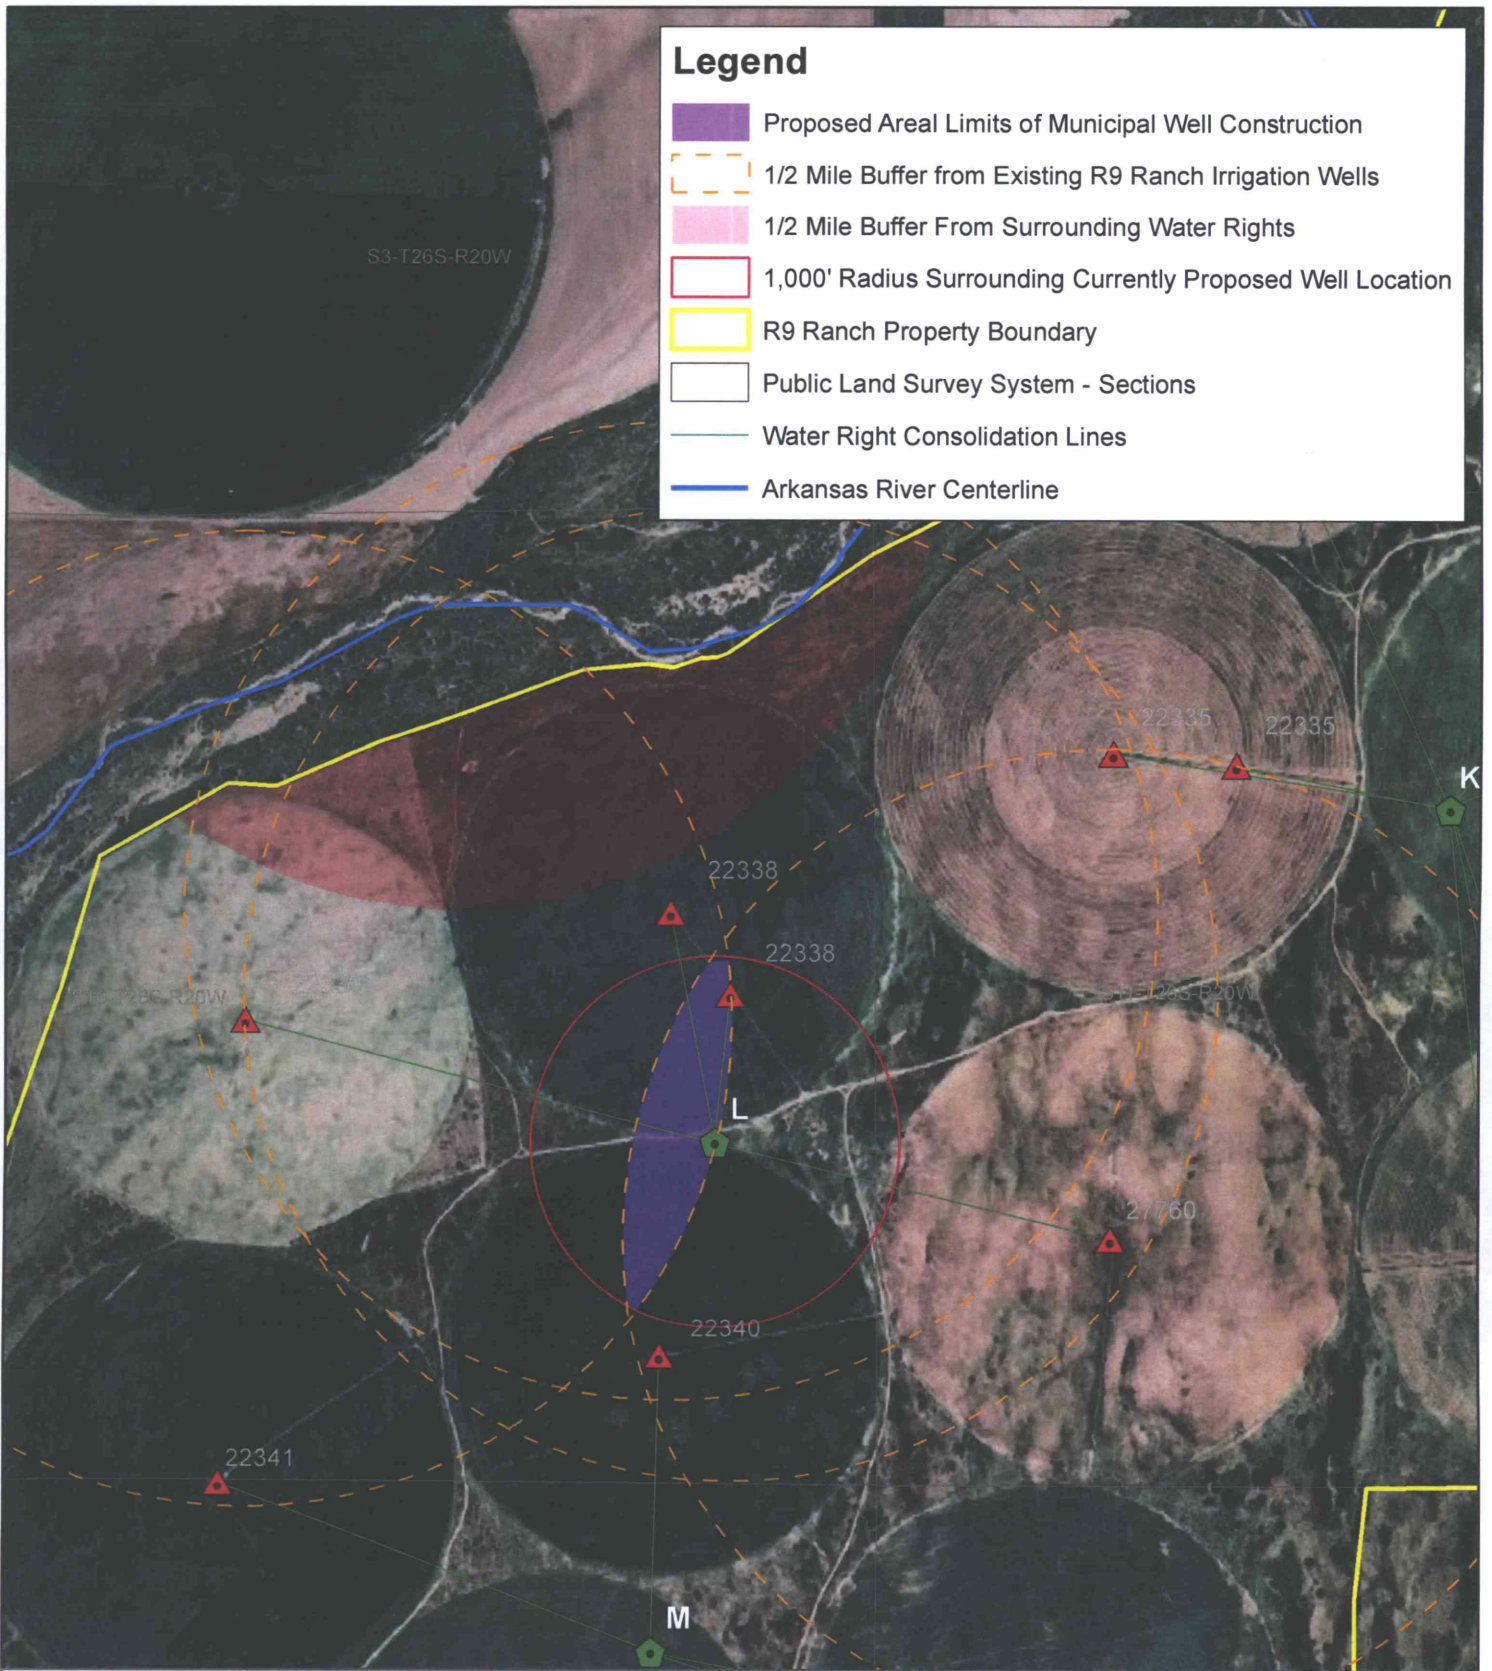 Legend
Proposed Areal Limits of Municipal Well Construction
1/2 Mile Buffer from Existing R9 Ranch Irrigation Wells
1/2 Mile Buffer From Surrounding Water Rights
1,000' Radius Surrounding Currently Proposed Well Location
R9 Ranch Property Boundary
Public Land Survey System - Sections
Water Right Consolidation Lines
Arkansas River Centerline
S3-T26S-R20W
22335
22335
K
22338
22338
L
27760
22340
22341
M